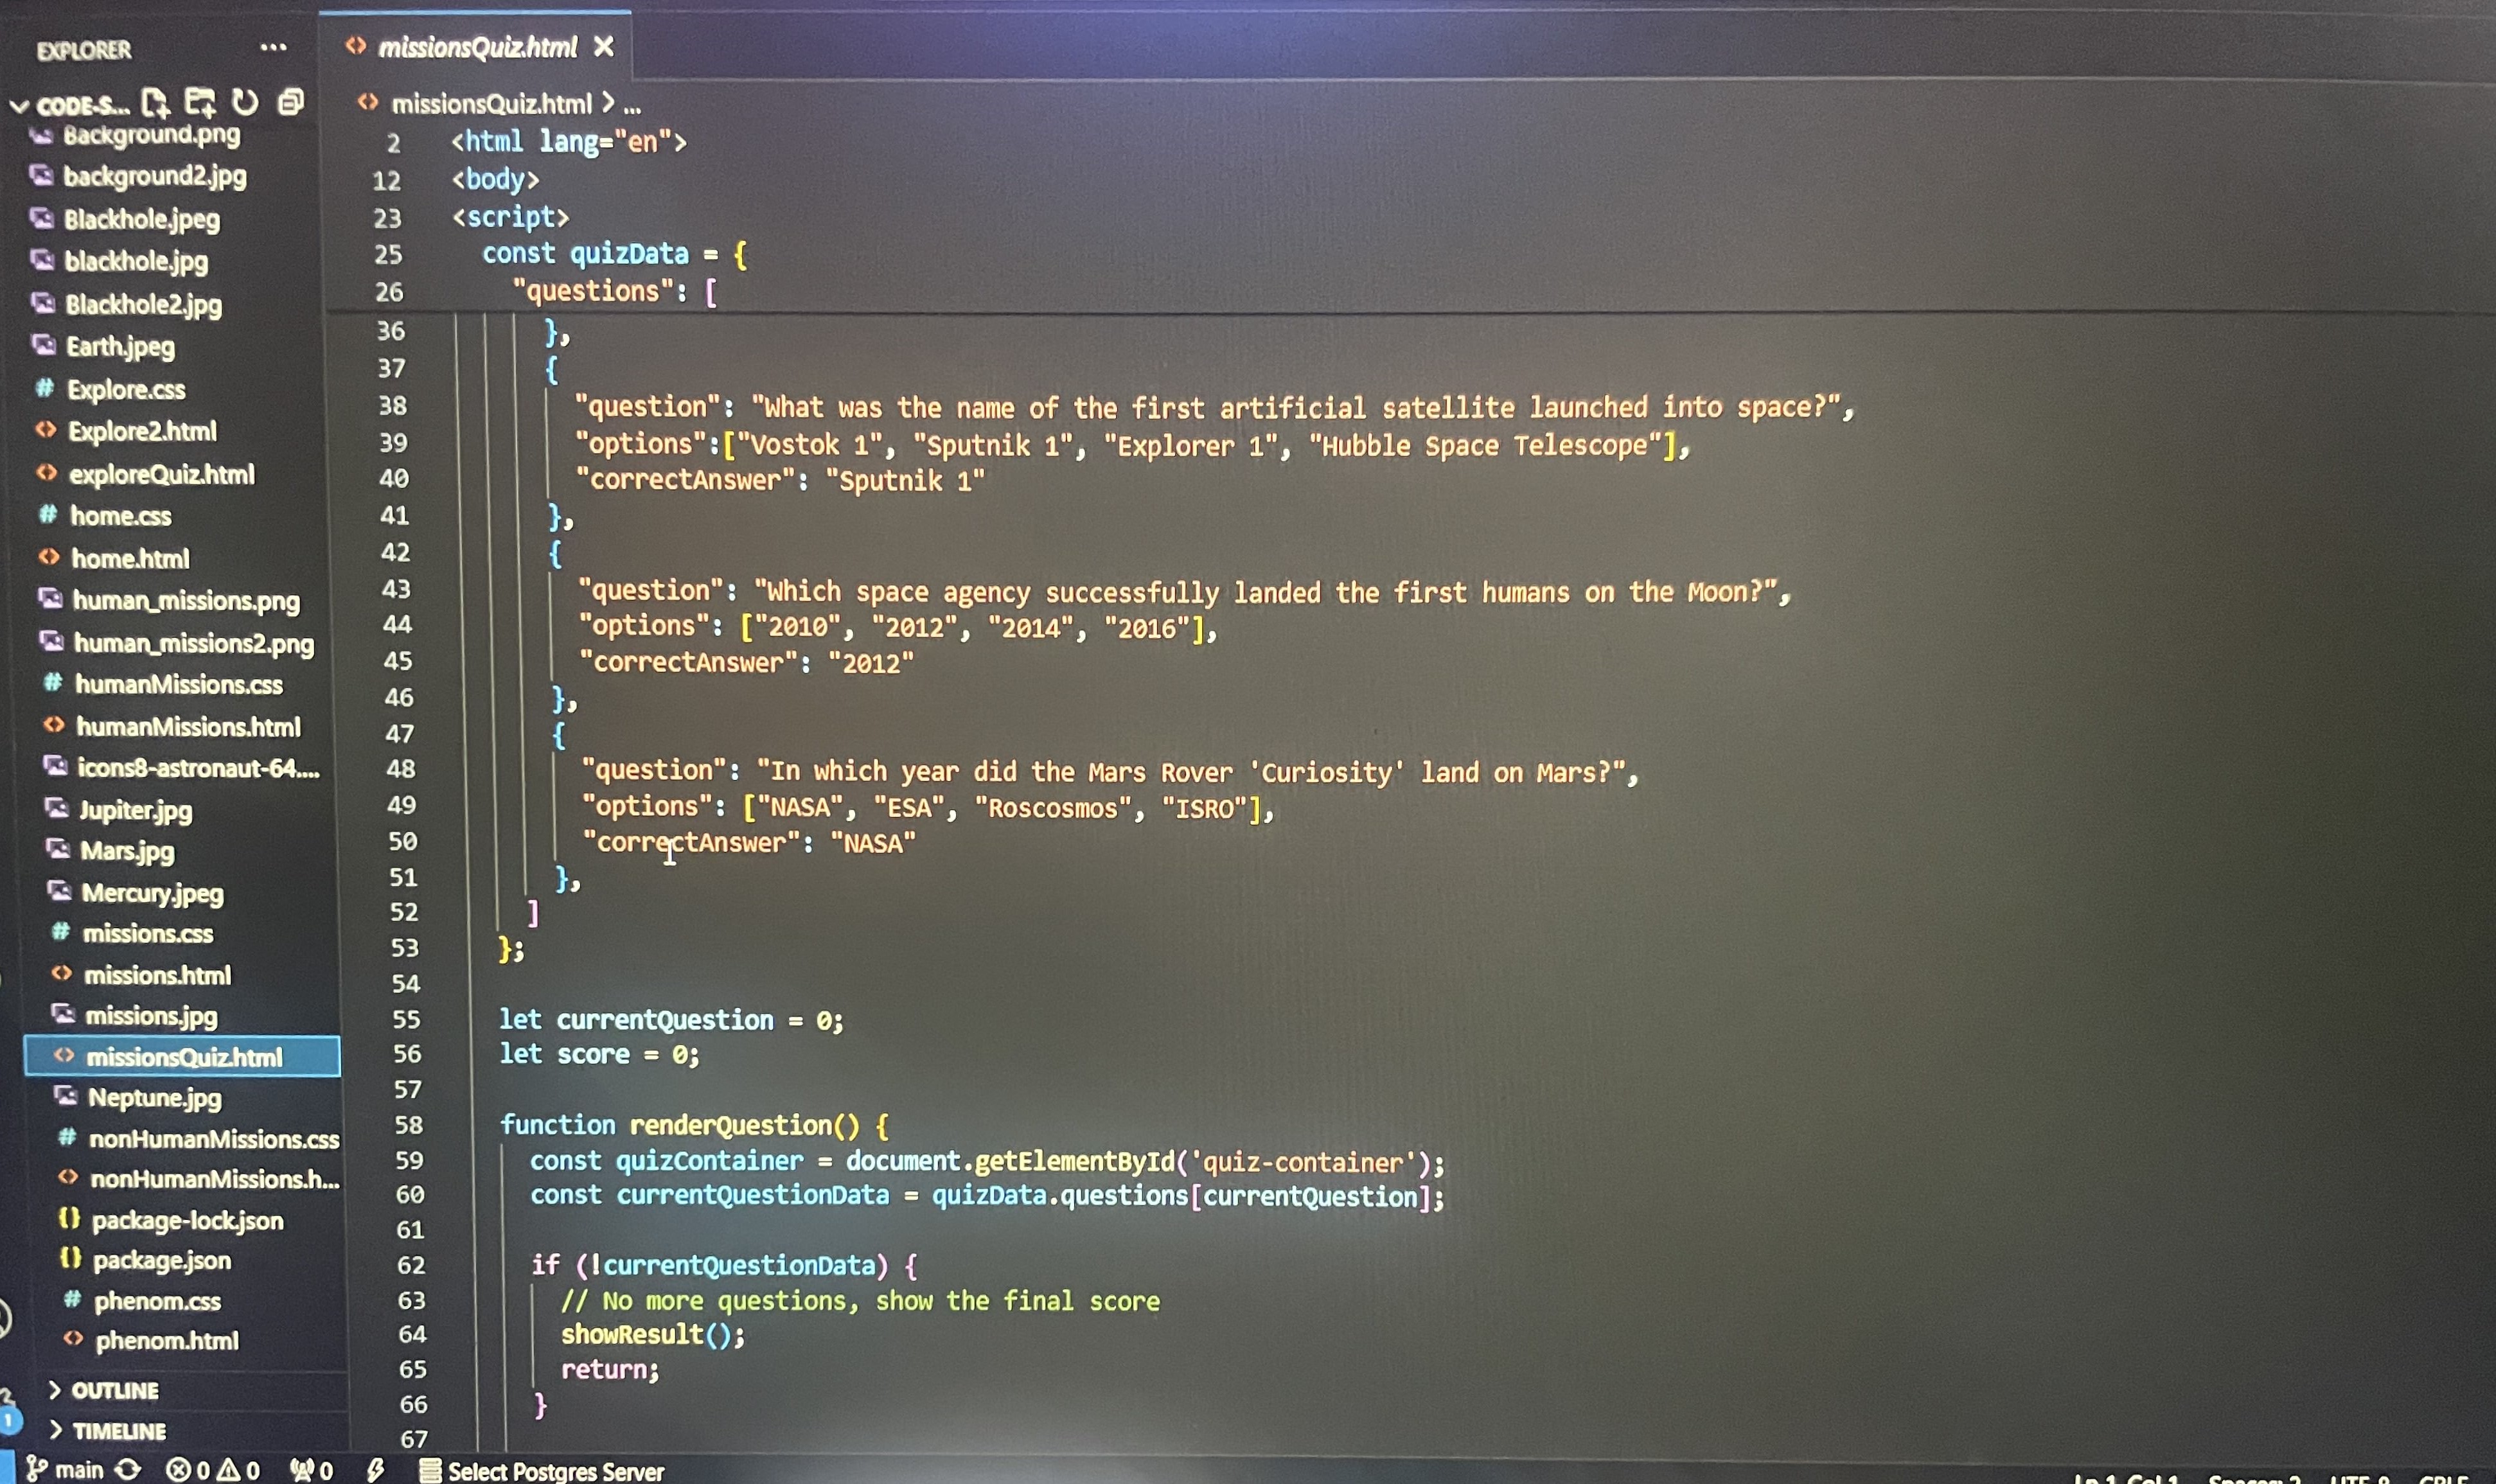 EXPLORER ...
CODE-S...
Background.png
background2.jpg
Blackhole.jpeg
blackhole.jpg
Blackhole2.jpg
Earth.jpeg
# Explore.css
<> Explore2.html
<> exploreQuiz.html
# home.css
<> home.html
human_missions.png
human_missions2.png
# humanMissions.css
<> humanMissions.html
icons8-astronaut-64....
Jupiter.jpg
Mars.jpg
Mercury.jpeg
# missions.css
<> missions.html
missions.jpg
<> missionsQuiz.html
Neptune.jpg
# nonHumanMissions.css
<> nonHumanMissions.h...
{} package-lock.json
{} package.json
# phenom.css
<> phenom.html
> OUTLINE
> TIMELINE
<> missionsQuiz.html ×
<> missionsQuiz.html > ...
2 <html lang="en">
12 <body>
23 <script>
25 const quizData = {
26 "questions": [
36 },
37 {
38 "question": "What was the name of the first artificial satellite launched into space?",
39 "options":["Vostok 1", "Sputnik 1", "Explorer 1", "Hubble Space Telescope"],
40 "correctAnswer": "Sputnik 1"
41 },
42 {
43 "question": "Which space agency successfully landed the first humans on the Moon?",
44 "options": ["2010", "2012", "2014", "2016"],
45 "correctAnswer": "2012"
46 },
47 {
48 "question": "In which year did the Mars Rover 'Curiosity' land on Mars?",
49 "options": ["NASA", "ESA", "Roscosmos", "ISRO"],
50 "correctAnswer": "NASA"
51 },
52 ]
53 };
54
55 let currentQuestion = 0;
56 let score = 0;
57
58 function renderQuestion() {
59 const quizContainer = document.getElementById('quiz-container');
60 const currentQuestionData = quizData.questions[currentQuestion];
61
62 if (!currentQuestionData) {
63 // No more questions, show the final score
64 showResult();
65 return;
66 }
67
1
main 0 0 0 Select Postgres Server
Ln 1, Col 1 Spaces: 2 UTF-8 CRLF